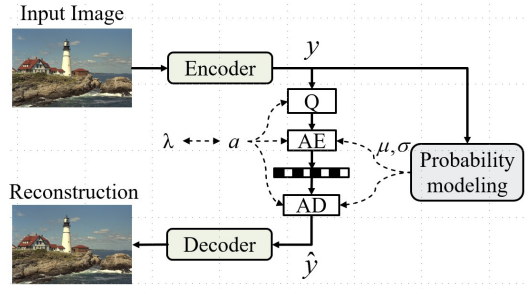 Input Image
Encoder
y
Q
λ
a
AE
μ,σ
Probability
modeling
Reconstruction
AD
Decoder
ŷ